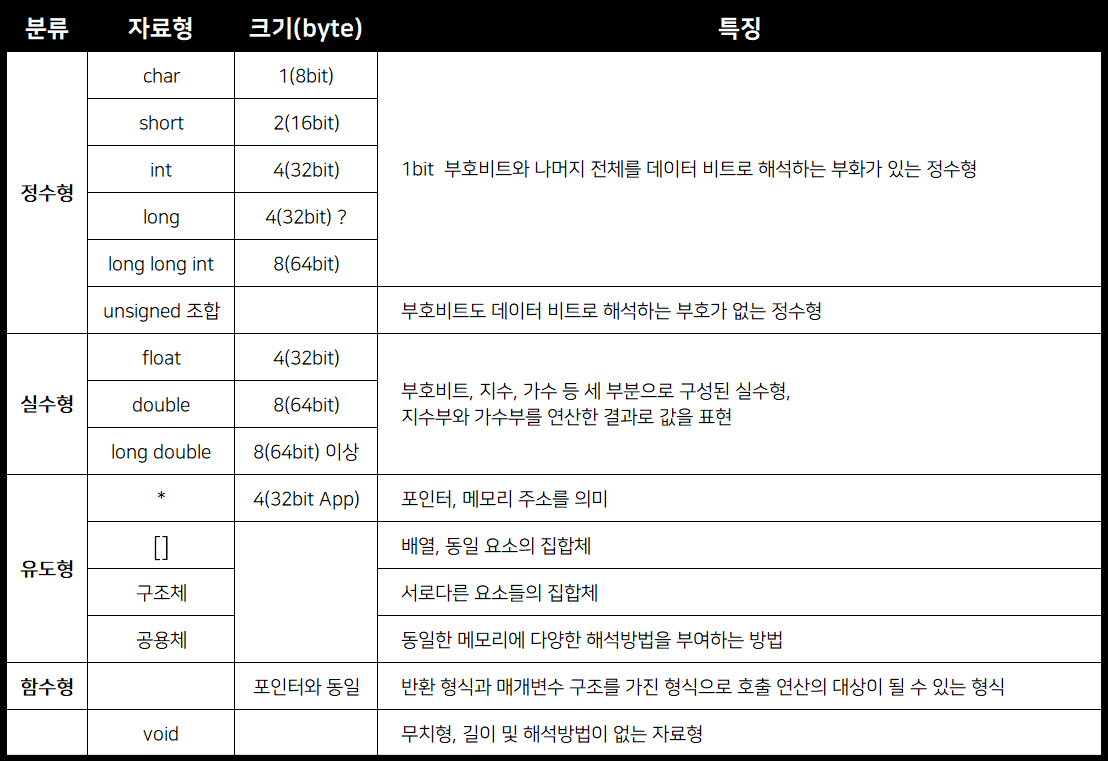 분류 자료형 크기(byte) 특징
정수형
char 1(8bit)
short 2(16bit)
int 4(32bit) 1bit 부호비트와 나머지 전체를 데이터 비트로 해석하는 부화가 있는 정수형
long 4(32bit) ?
long long int 8(64bit)
unsigned 조합 부호비트도 데이터 비트로 해석하는 부호가 없는 정수형
실수형
float 4(32bit)
double 8(64bit)
long double 8(64bit) 이상
부호비트, 지수, 가수 등 세 부분으로 구성된 실수형,
지수부와 가수부를 연산한 결과로 값을 표현
유도형
* 4(32bit App) 포인터, 메모리 주소를 의미
[] 배열, 동일 요소의 집합체
구조체 서로다른 요소들의 집합체
공용체 동일한 메모리에 다양한 해석방법을 부여하는 방법
함수형 포인터와 동일 반환 형식과 매개변수 구조를 가진 형식으로 호출 연산의 대상이 될 수 있는 형식
void 무치형, 길이 및 해석방법이 없는 자료형